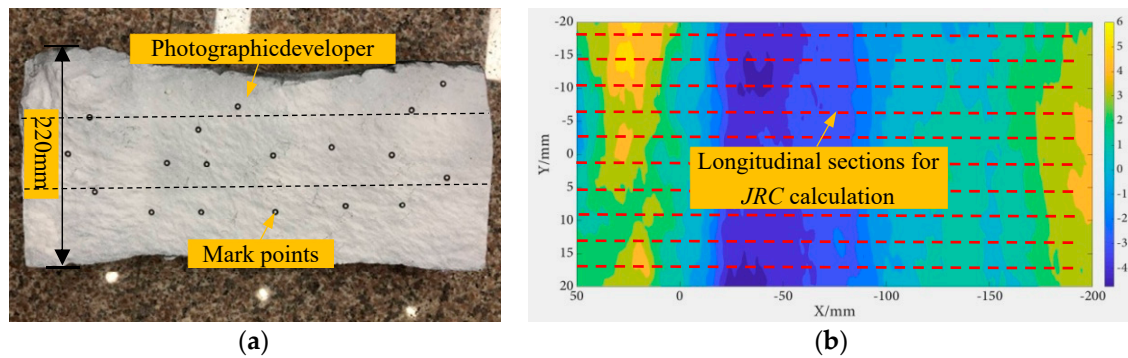 Photographicdeveloper
220mm
Mark points
(a)
-20
-15
-10
-5
0
5
10
15
20
Y/mm
50
0
-50
-100
-150
-200
X/mm
Longitudinal sections for
JRC calculation
6
5
4
3
2
1
0
-1
-2
-3
-4
(b)